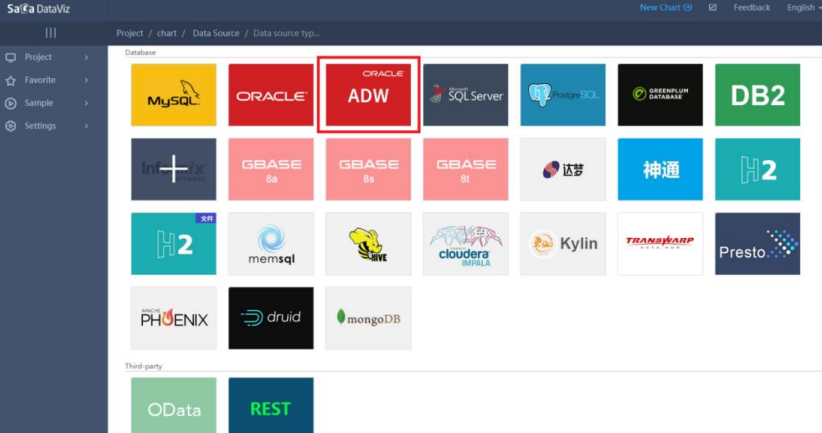 SaCa DataViz
New Chart
Feedback
English
Project / chart / Data Source / Data source typ...
Project
Favorite
Sample
Settings
Database
MySQL
ORACLE
ORACLE
ADW
Microsoft
SQL Server
PostgreSQL
GREENPLUM
DATABASE
DB2
Informix
GBASE
8a
GBASE
8s
GBASE
8t
达梦
神通
H2
文件
H2
memsql
HIVE
cloudera
IMPALA
Kylin
TRANSWARP
DATA HUB
Presto
APACHE
PHOENIX
druid
mongoDB
Third-party
OData
REST